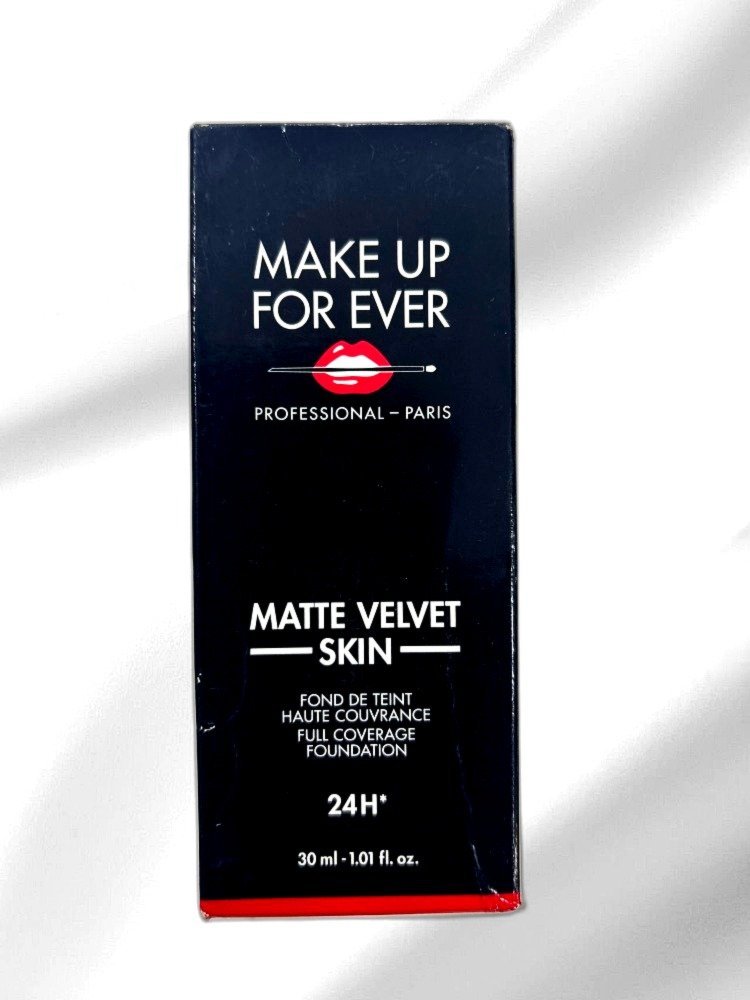 MAKE UP
FOR EVER
PROFESSIONAL – PARIS
MATTE VELVET
SKIN
FOND DE TEINT
HAUTE COUVRANCE
FULL COVERAGE
FOUNDATION
24H*
30 ml - 1.01 fl. oz.